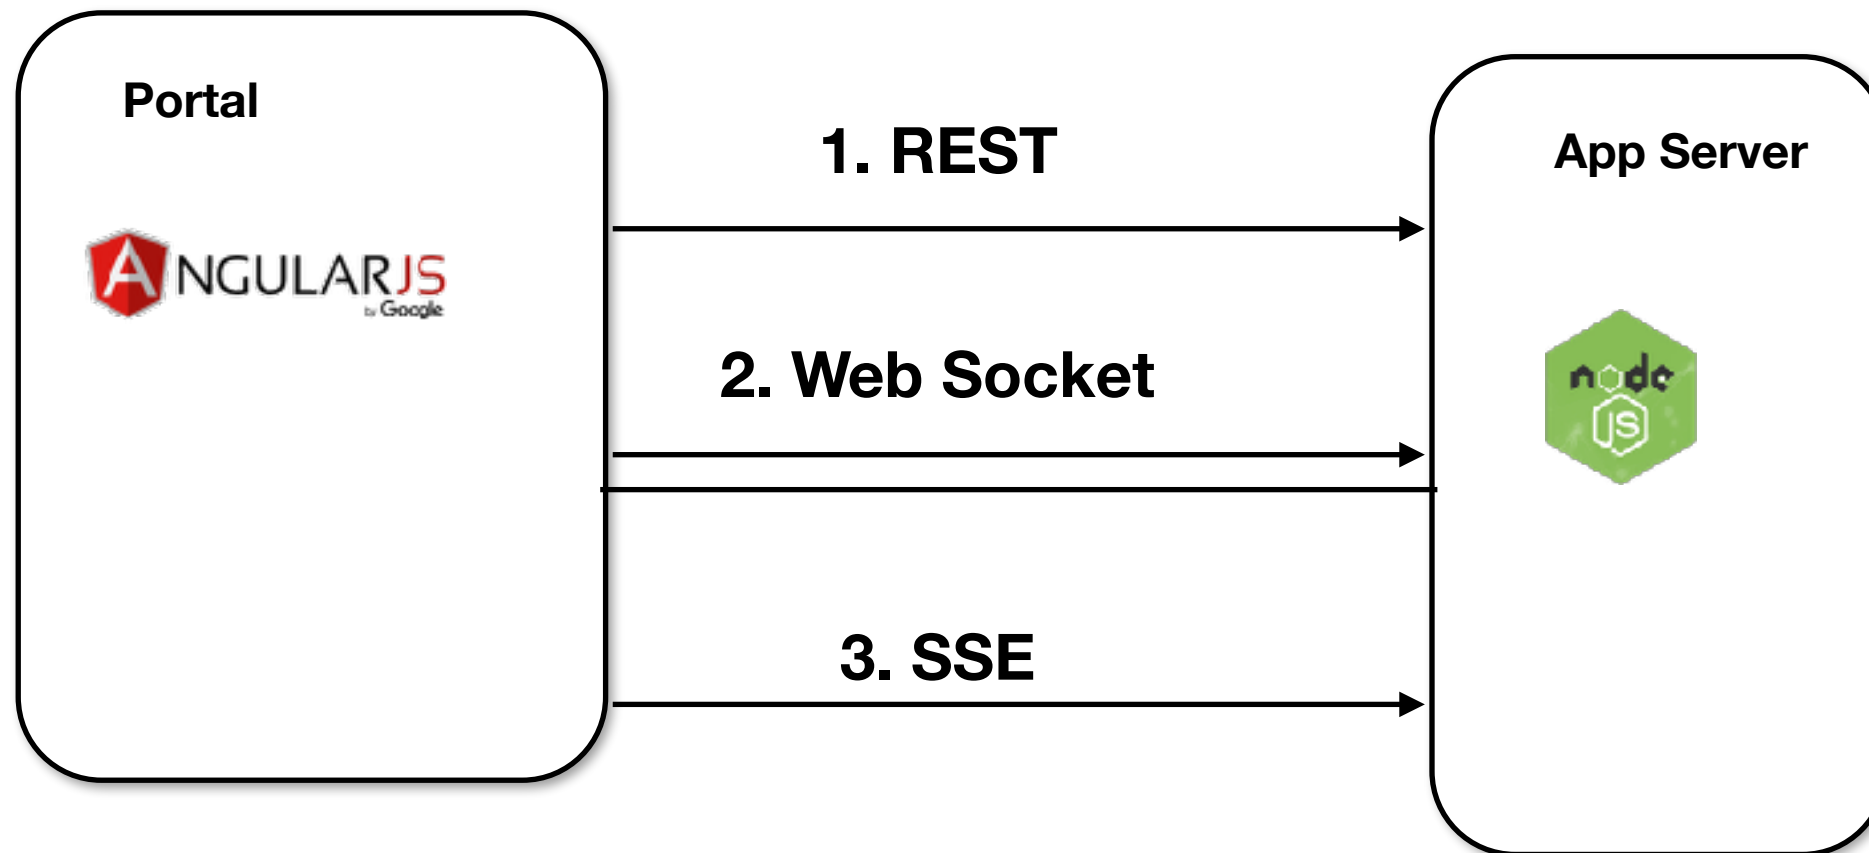 Portal
1. REST
App Server
ANGULARJS
by Google
2. Web Socket
node
JS
3. SSE